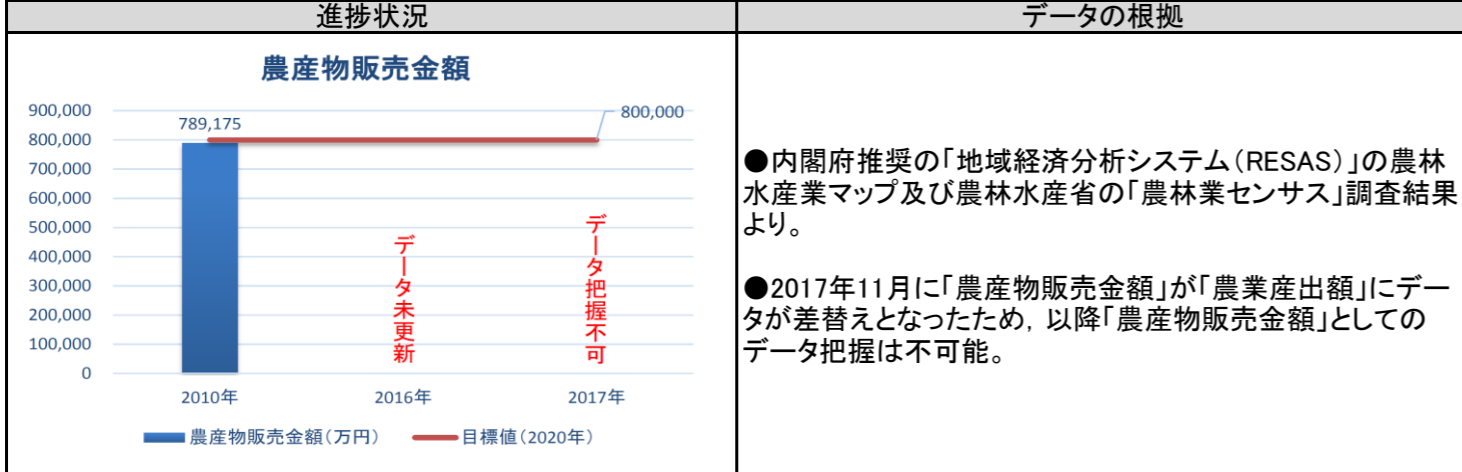 進捗状況
データの根拠
農産物販売金額
900,000
800,000
700,000
600,000
500,000
400,000
300,000
200,000
100,000
0
789,175
800,000
データ未更新
データ把握不可
2010年
2016年
2017年
農産物販売金額(万円)
目標値(2020年)
●内閣府推奨の「地域経済分析システム(RESAS)」の農林
水産業マップ及び農林水産省の「農林業センサス」調査結果
より。
●2017年11月に「農産物販売金額」が「農業産出額」にデー
タが差替えとなったため，以降「農産物販売金額」としての
データ把握は不可能。